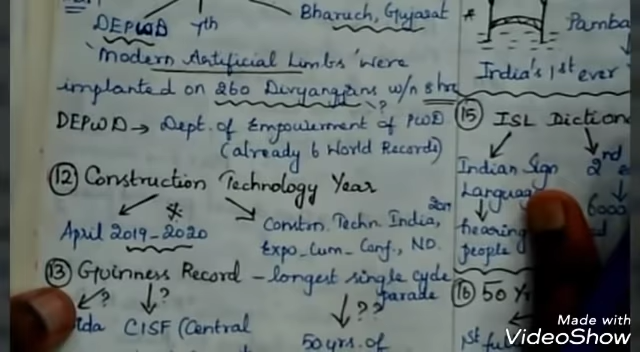 DEPwD 7th Bharuch, Gujarat
'Modern Artificial Limbs' were
implanted on 260 Divyangjans w/n 8 hrs
?
DEPwD → Dept. of Empowerment of PWD
(already 6 World Records)
⑫ Construction Technology Year
April 2019-2020
Constrn. Techn. India,
Expo-Cum-Conf., ND.
⑬ Guinness Record - longest single cycle
parade
? ? ??
CISF (Central
50 yrs. of
Pamba
India's 1st ever
⑮ ISL Diction
Indian Sign
Language
hearing
people
2nd
6000
⑯ 50 Yr
1st
Made with
VideoShow